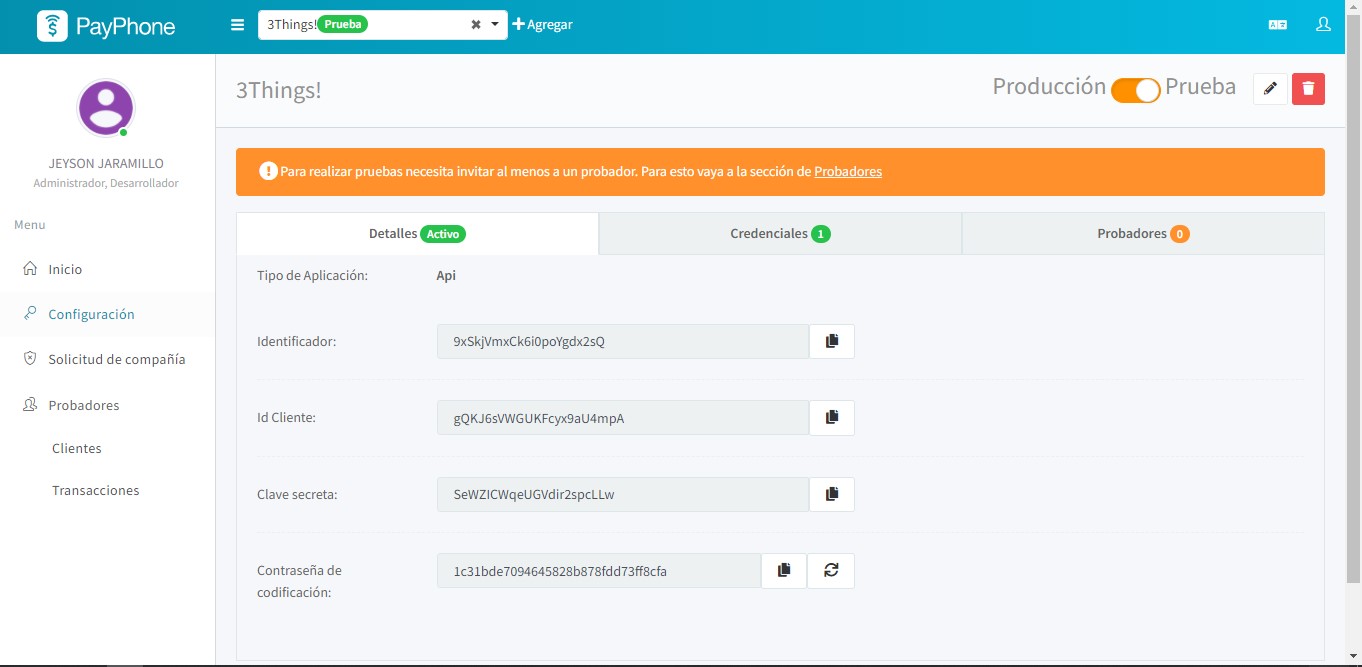 PayPhone
3Things! Prueba
Agregar
3Things!
Producción
Prueba
JEYSON JARAMILLO
Administrador, Desarrollador
Menu
Inicio
Configuración
Solicitud de compañía
Probadores
Clientes
Transacciones
Para realizar pruebas necesita invitar al menos a un probador. Para esto vaya a la sección de Probadores
Detalles Activo
Credenciales 1
Probadores 0
Tipo de Aplicación: Api
Identificador: 9xSkjVmxCk6i0poYgdx2sQ
Id Cliente: gQKJ6sVWGUKFcyx9aU4mpA
Clave secreta: SeWZICWqeUGVdir2spcLLw
Contraseña de
codificación: 1c31bde7094645828b878fdd73ff8cfa